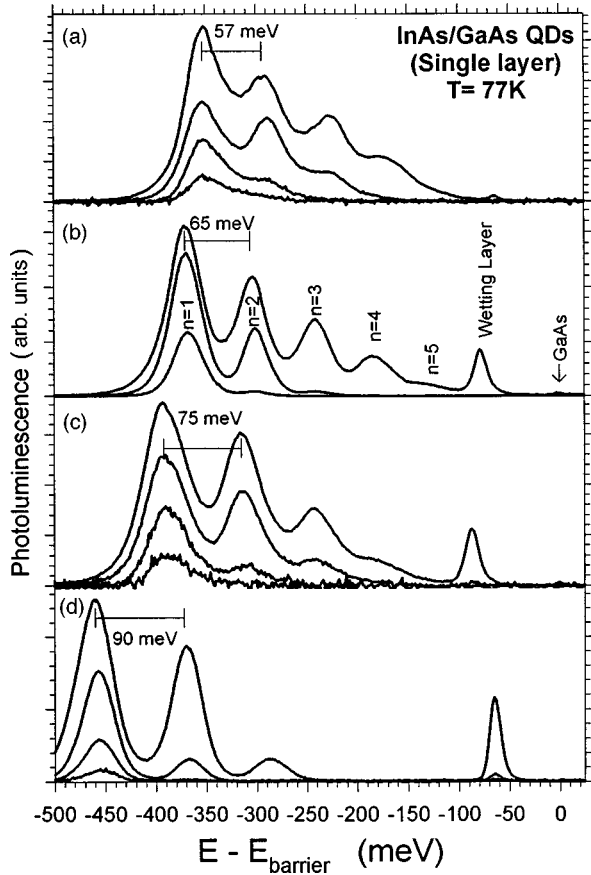 (a)
57 meV
InAs/GaAs QDs
(Single layer)
T= 77K
(b)
65 meV
n=1
n=2
n=3
n=4
n=5
Wetting Layer
←GaAs
(c)
75 meV
(d)
90 meV
Photoluminescence ( arb. units)
-500 -450 -400 -350 -300 -250 -200 -150 -100 -50 0
E - Ebarrier (meV)